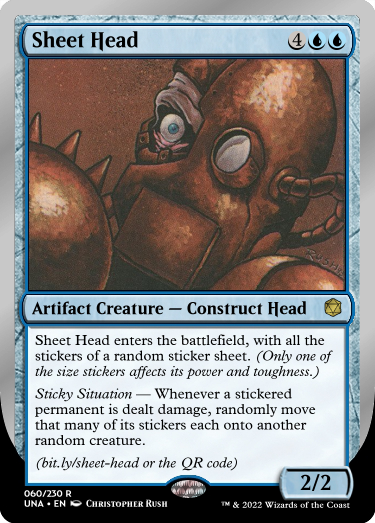 Sheet Head 4
Sheet Head enters the battlefield, with all the
stickers of a random sticker sheet. (Only one of
the size stickers affects its power and toughness.)
Sticky Situation — Whenever a stickered
permanent is dealt damage, randomly move
that many of its stickers each onto another
random creature.
(bit.ly/sheet-head or the QR code)
Artifact Creature — Construct Head
2/2
060/230 R
UNA • EN Christopher Rush
™ & 2022 Wizards of the Coast